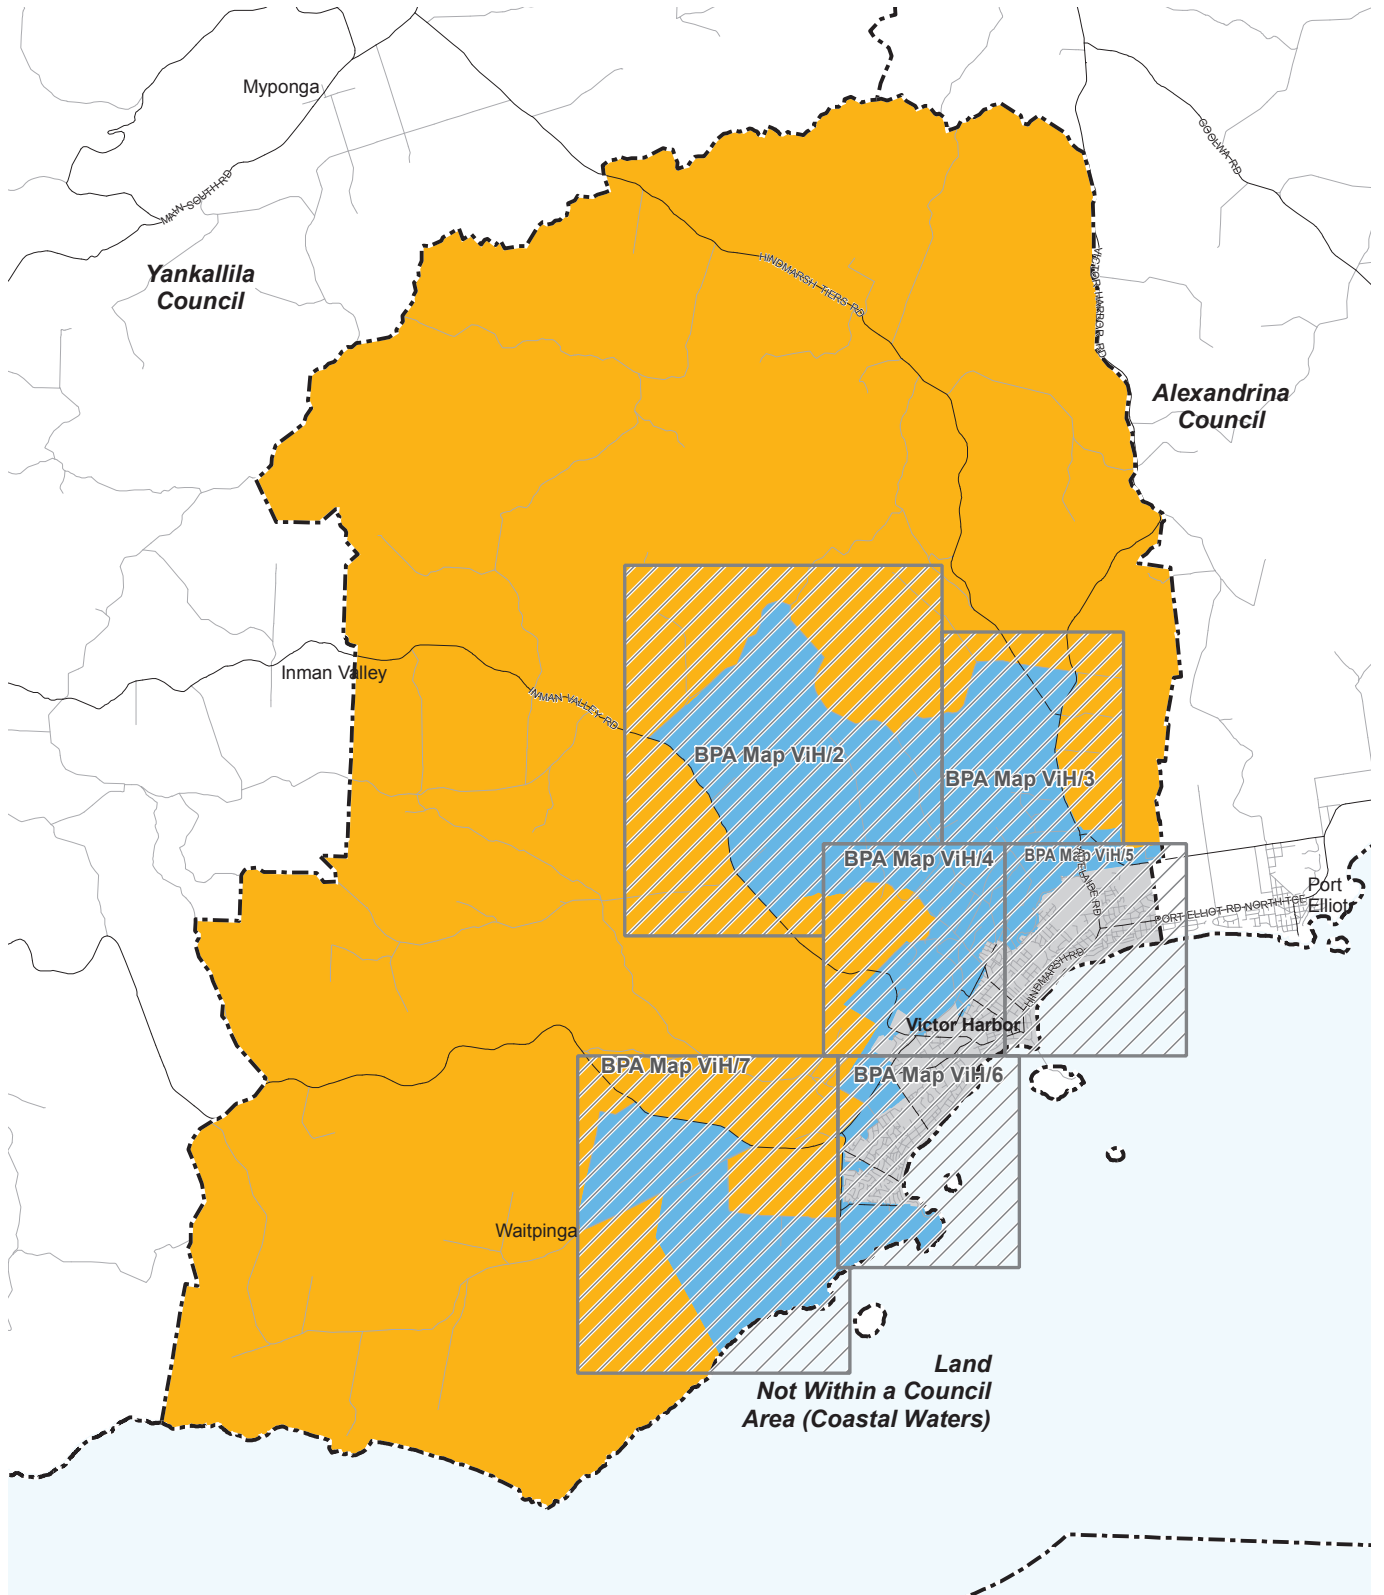 Myponga
MAIN SOUTH RD
GOOLWA RD
Yankallila
Council
HINDMARSH TIERS RD
VICTOR HARBOR RD
Alexandrina
Council
Inman Valley
INMAN VALLEY RD
BPA Map ViH/2
BPA Map ViH/3
BPA Map ViH/4
BPA Map ViH/5
ADELAIDE RD
Port
Elliot
PORT ELLIOT RD NORTH TCE
HINDMARSH RD
Victor Harbor
BPA Map ViH/7
BPA Map ViH/6
Waitpinga
Land
Not Within a Council
Area (Coastal Waters)